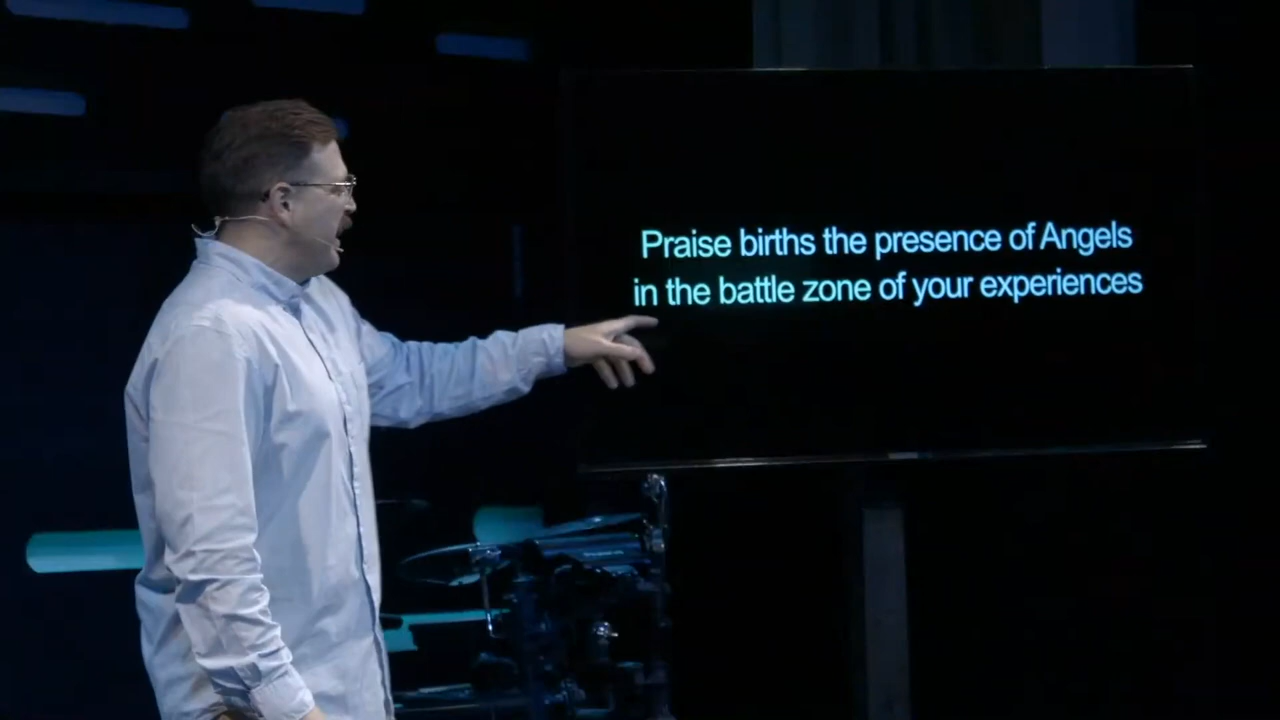 Praise births the presence of Angels
in the battle zone of your experiences